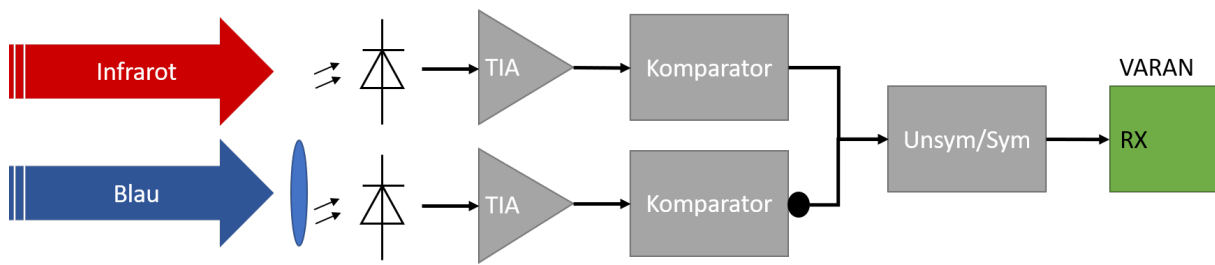 Infrarot
TIA
Komparator
VARAN
Unsym/Sym
RX
Blau
TIA
Komparator